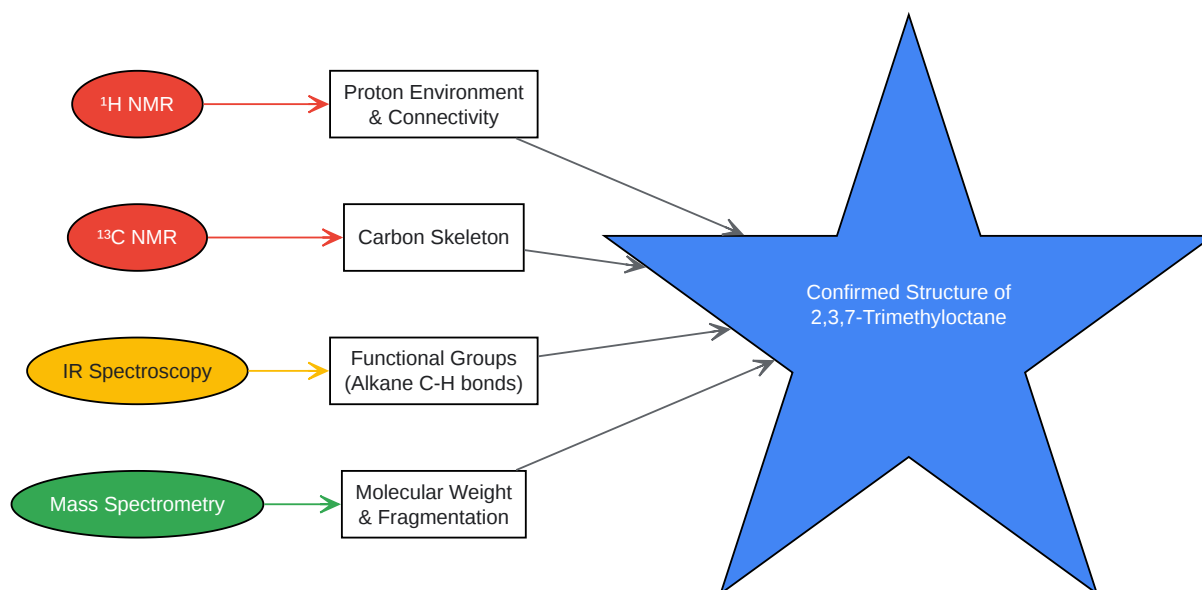 ¹H NMR
Proton Environment
& Connectivity
¹³C NMR
Carbon Skeleton
IR Spectroscopy
Functional Groups
(Alkane C-H bonds)
Mass Spectrometry
Molecular Weight
& Fragmentation
Confirmed Structure of
2,3,7-Trimethyloctane